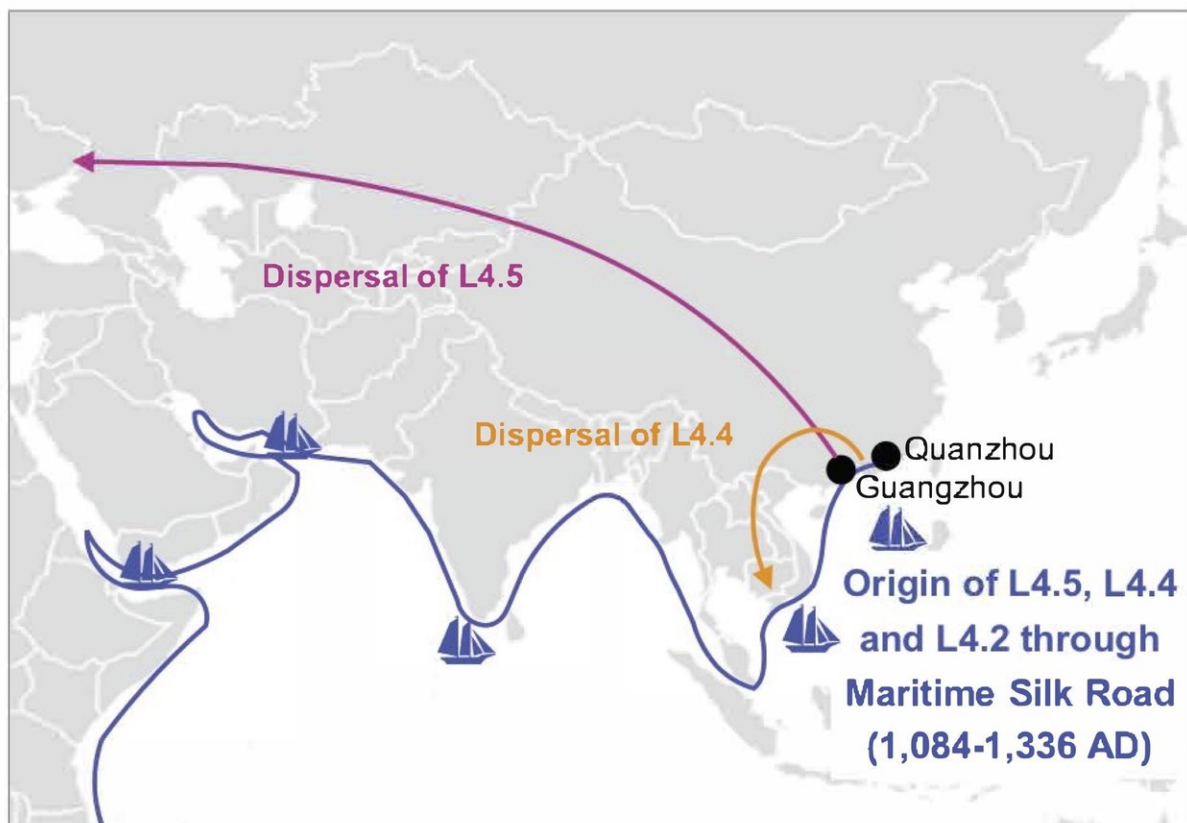 Dispersal of L4.5
Dispersal of L4.4
Quanzhou
Guangzhou
Origin of L4.5, L4.4
and L4.2 through
Maritime Silk Road
(1,084-1,336 AD)